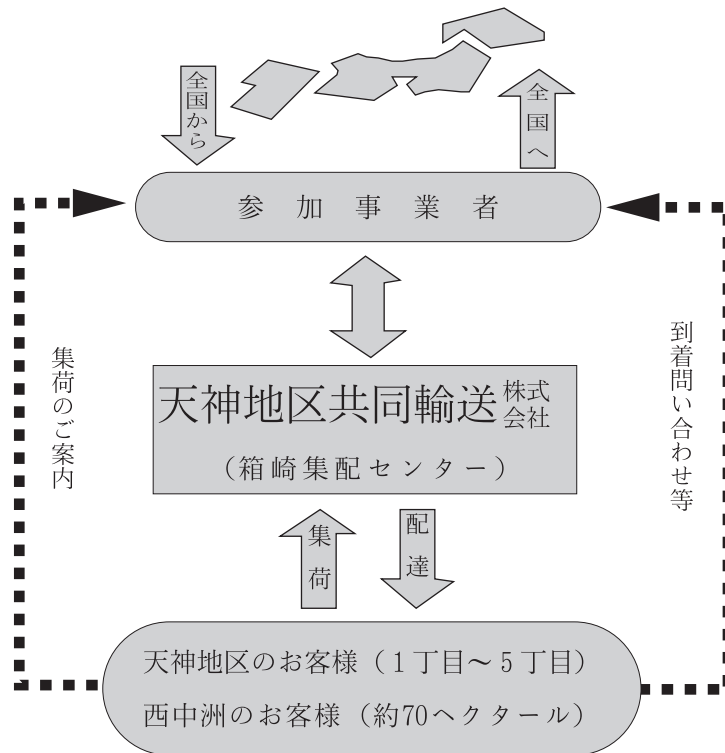 全国から
全国へ
参加事業者
集荷のご案内
到着問い合わせ等
天神地区共同輸送株式会社
（箱崎集配センター）
集荷
配達
天神地区のお客様（１丁目～５丁目）
西中洲のお客様（約70ヘクタール）